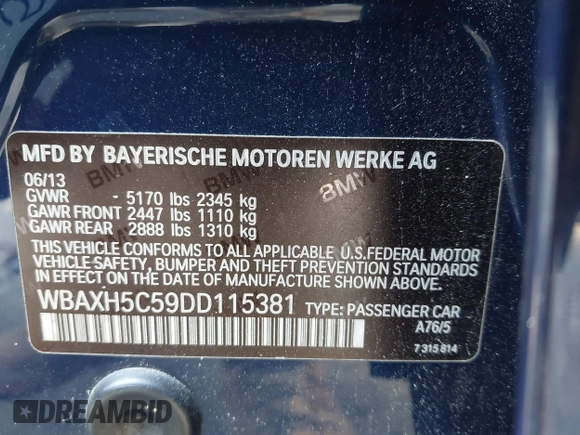 MFD BY BAYERISCHE MOTOREN WERKE AG
06/13
GVWR - 5170 lbs 2345 kg
GAWR FRONT 2447 lbs 1110 kg
GAWR REAR 2888 lbs 1310 kg
THIS VEHICLE CONFORMS TO ALL APPLICABLE U.S.FEDERAL MOTOR
VEHICLE SAFETY, BUMPER AND THEFT PREVENTION STANDARDS
IN EFFECT ON THE DATE OF MANUFACTURE SHOWN ABOVE.
WBAXH5C59DD115381 TYPE: PASSENGER CAR
A76/5
7 315 814
BMW
BMW
BMW
DREAMBID